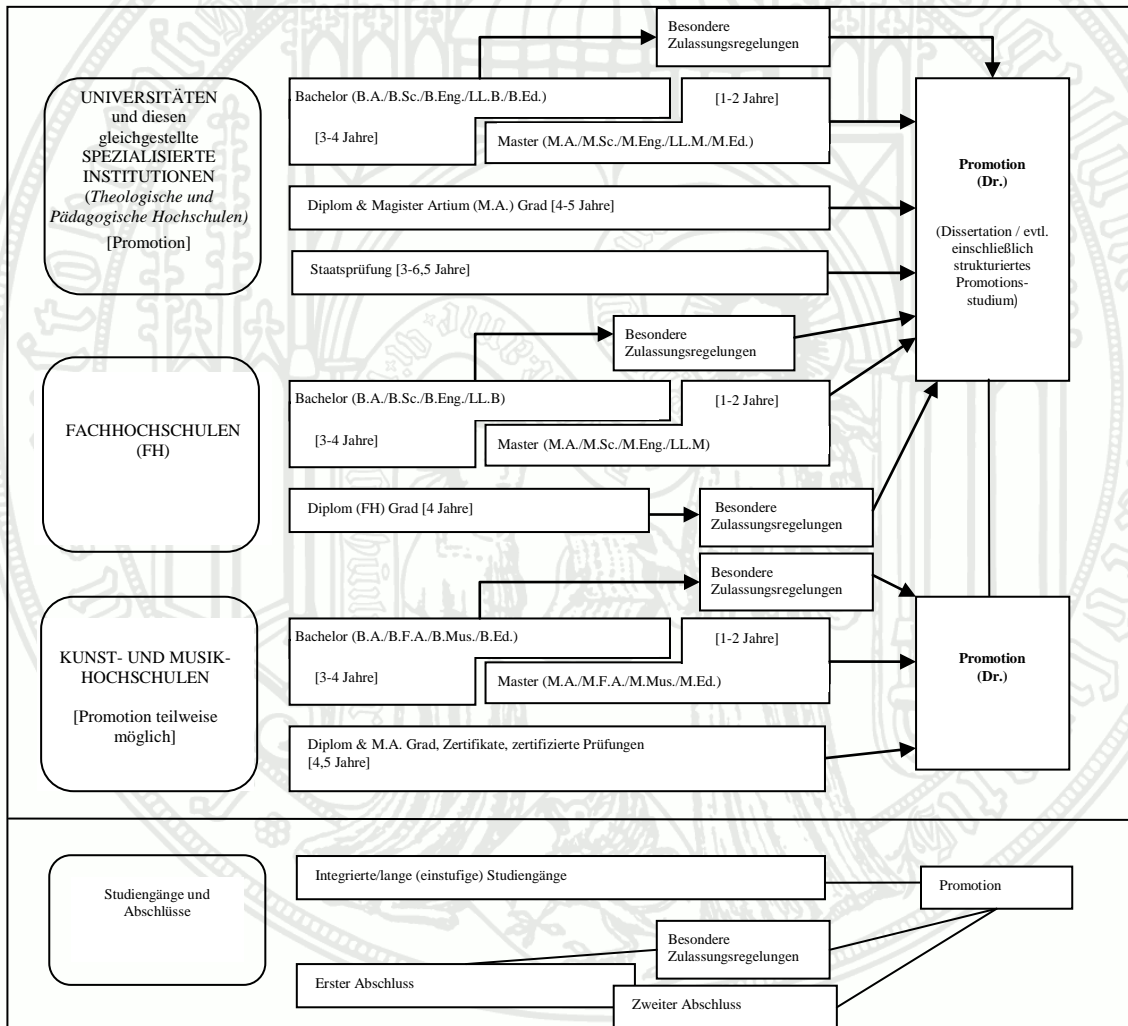 Besondere
Zulassungsregelungen
UNIVERSITÄTEN
und diesen
gleichgestellte
SPEZIALISIERTE
INSTITUTIONEN
(Theologische und
Pädagogische Hochschulen)
[Promotion]
Bachelor (B.A./B.Sc./B.Eng./LL.B./B.Ed.)
[3-4 Jahre]
[1-2 Jahre]
Master (M.A./M.Sc./M.Eng./LL.M./M.Ed.)
Diplom & Magister Artium (M.A.) Grad [4-5 Jahre]
Staatsprüfung [3-6,5 Jahre]
Promotion
(Dr.)
(Dissertation / evtl.
einschließlich
strukturiertes
Promotions-
studium)
FACHHOCHSCHULEN
(FH)
Besondere
Zulassungsregelungen
Bachelor (B.A./B.Sc./B.Eng./LL.B)
[3-4 Jahre]
[1-2 Jahre]
Master (M.A./M.Sc./M.Eng./LL.M)
Diplom (FH) Grad [4 Jahre]
Besondere
Zulassungsregelungen
KUNST- UND MUSIK-
HOCHSCHULEN
[Promotion teilweise
möglich]
Besondere
Zulassungsregelungen
Bachelor (B.A./B.F.A./B.Mus./B.Ed.)
[3-4 Jahre]
[1-2 Jahre]
Master (M.A./M.F.A./M.Mus./M.Ed.)
Diplom & M.A. Grad, Zertifikate, zertifizierte Prüfungen
[4,5 Jahre]
Promotion
(Dr.)
Studiengänge und
Abschlüsse
Integrierte/lange (einstufige) Studiengänge
Promotion
Besondere
Zulassungsregelungen
Erster Abschluss
Zweiter Abschluss